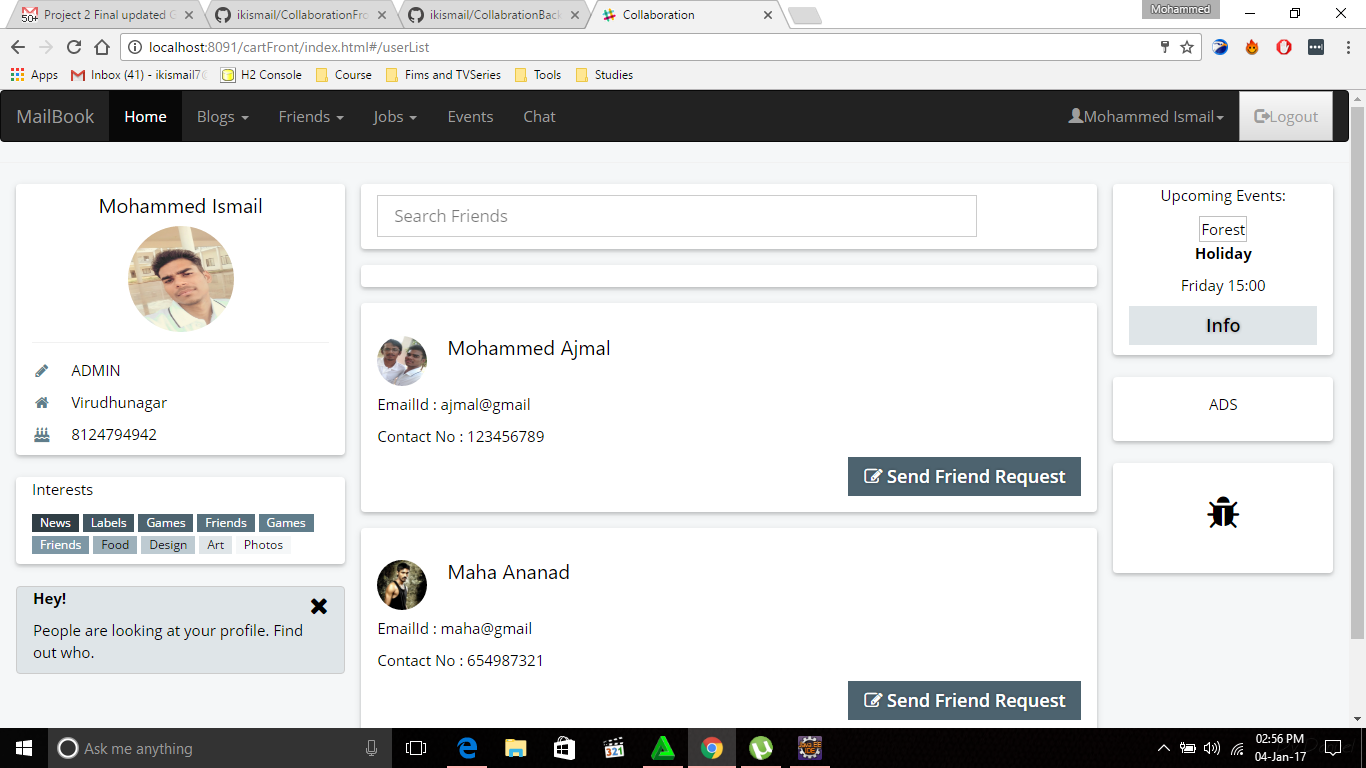 Project 2 Final updated G
ikismail/CollaborationFro
ikismail/CollabrationBack
Collaboration
Mohammed
localhost:8091/cartFront/index.html#/userList
Apps
Inbox (41) - ikismail7
H2 Console
Course
Fims and TVSeries
Tools
Studies
MailBook
Home
Blogs
Friends
Jobs
Events
Chat
Mohammed Ismail
Logout
Mohammed Ismail
ADMIN
Virudhunagar
8124794942
Interests
News Labels Games Friends Games
Friends Food Design Art Photos
Hey!
People are looking at your profile. Find
out who.
Search Friends
Mohammed Ajmal
EmailId : ajmal@gmail
Contact No : 123456789
Send Friend Request
Maha Ananad
EmailId : maha@gmail
Contact No : 654987321
Send Friend Request
Upcoming Events:
Forest
Holiday
Friday 15:00
Info
ADS
Ask me anything
321
02:56 PM
04-Jan-17